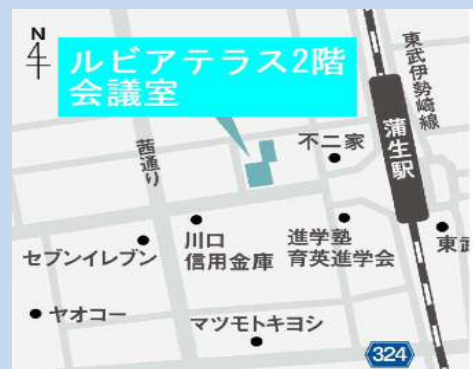 N
ルビアテラス2階
会議室
東武伊勢崎線
茜通り
不二家
蒲生駅
セブンイレブン
川口
信用金庫
進学塾
育英進学会
東武
ヤオコー
マツモトキヨシ
324